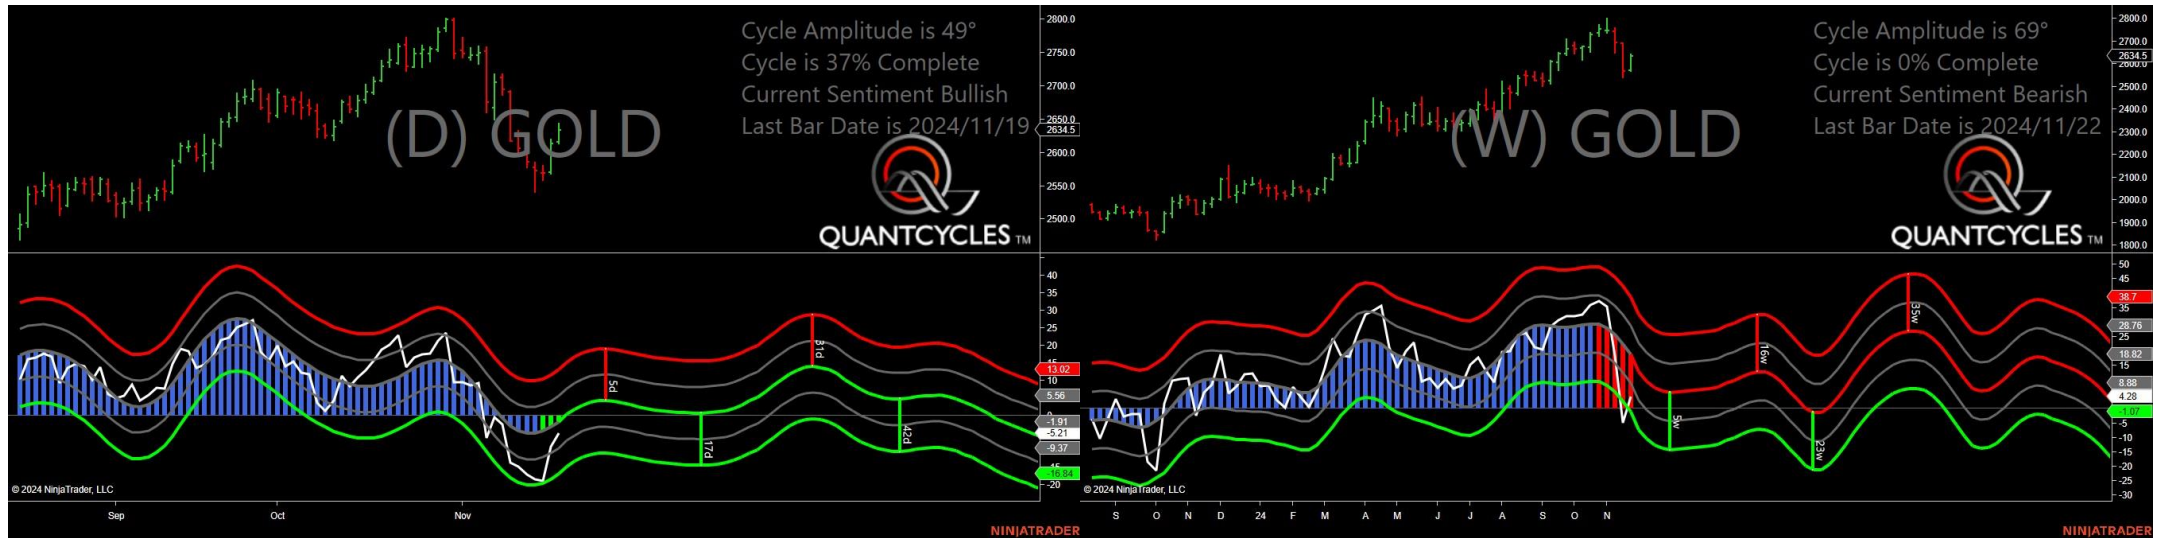 Cycle Amplitude is 49°
Cycle is 37% Complete
Current Sentiment Bullish
Last Bar Date is 2024/11/19
(D) GOLD
QUANTCYCLES TM
2800.0
2750.0
2700.0
2650.0
2634.5
2600.0
2550.0
2500.0
40
35
30
25
20
15
13.02
10
5.56
0
-1.91
-5.21
-9.37
-16.84
-20
5d
17d
31d
42d
© 2024 NinjaTrader, LLC
Sep
Oct
Nov
NINJATRADER
Cycle Amplitude is 69°
Cycle is 0% Complete
Current Sentiment Bearish
Last Bar Date is 2024/11/22
(W) GOLD
QUANTCYCLES TM
2800.0
2700.0
2634.5
2600.0
2500.0
2400.0
2300.0
2200.0
2100.0
2000.0
1900.0
1800.0
50
45
38.7
35
28.76
25
18.82
15
8.88
4.28
-1.07
-5
-10
-15
-20
-25
-30
5w
16w
23w
35w
© 2024 NinjaTrader, LLC
S
O
N
D
24
F
M
A
M
J
J
A
S
O
N
NINJATRADER